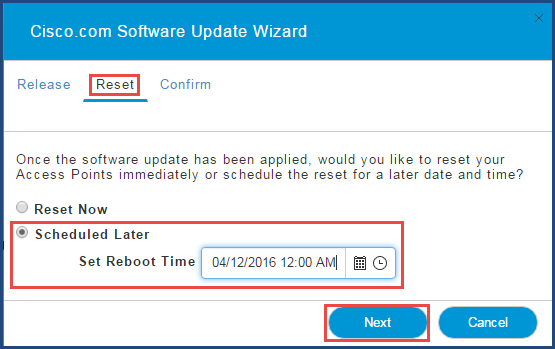 Cisco.com Software Update Wizard
Release Reset Confirm
Once the software update has been applied, would you like to reset your
Access Points immediately or schedule the reset for a later date and time?
Reset Now
Scheduled Later
Set Reboot Time 04/12/2016 12:00 AM
Next Cancel